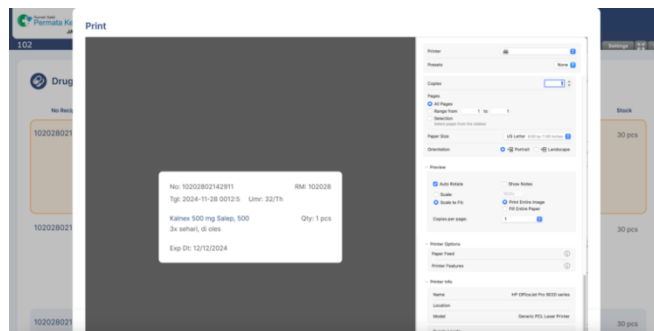 Permata Ke
102
Settings
Drug
No Recip
Stock
102028021
30 pcs
102028021
30 pcs
102028021
30 pcs
Print
No: 10202802142911 RM: 102028
Tgl: 2024-11-28 0012:5 Umr: 32/Th
Kalnex 500 mg Salep, 500 Qty: 1 pcs
3x sehari, di oles
Exp Dt: 12/12/2024
Printer
Presets None
Copies 1
Pages
All Pages
Range from 1 to 1
Selection
Paper Size US Letter
Orientation Portrait Landscape
Preview
Auto Rotate Show Notes
Scale:
Scale to Fit: Print Entire Image
Fill Entire Paper
Copies per page: 1
Printer Options
Paper Feed
Printer Features
Printer Info
Name HP OfficeJet Pro 9020 series
Location
Model Generic PCL Laser Printer